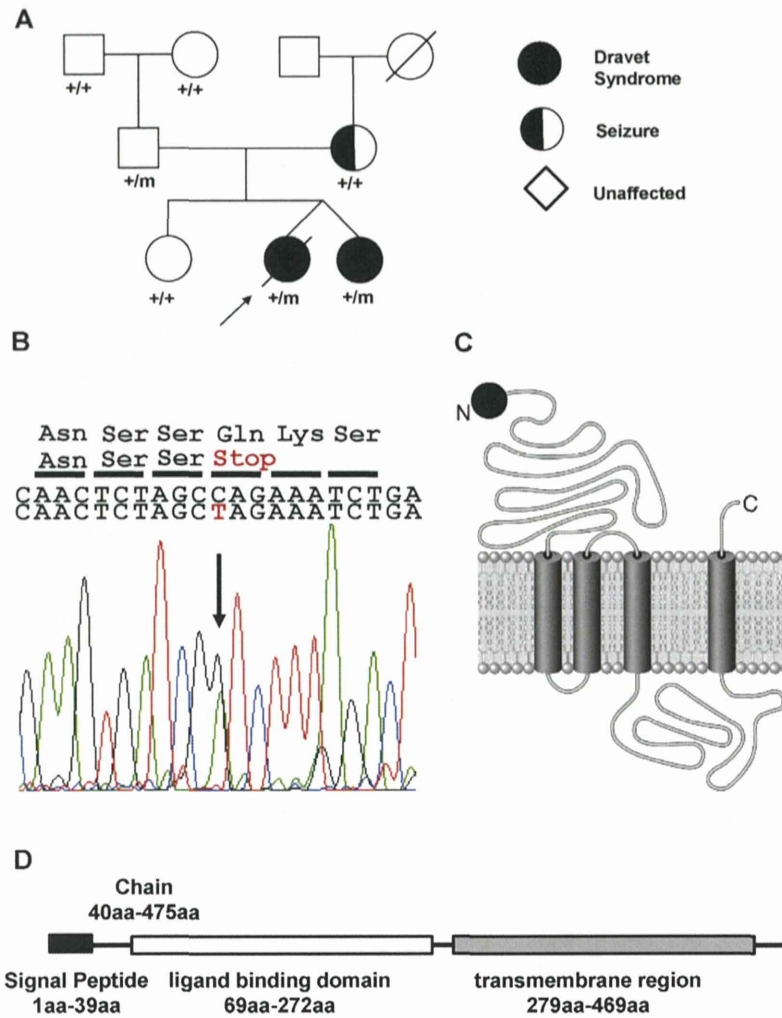 A
+/+ +/+
+/m +/+
+/+ +/m +/m
Dravet
Syndrome
Seizure
Unaffected
B
Asn Ser Ser Gln Lys Ser
Asn Ser Ser Stop
CAACTCTAGCCAGAAATCTGA
CAACTCTAGCTAGAAATCTGA
C
N
C
D
Chain
40aa-475aa
Signal Peptide
1aa-39aa
ligand binding domain
69aa-272aa
transmembrane region
279aa-469aa